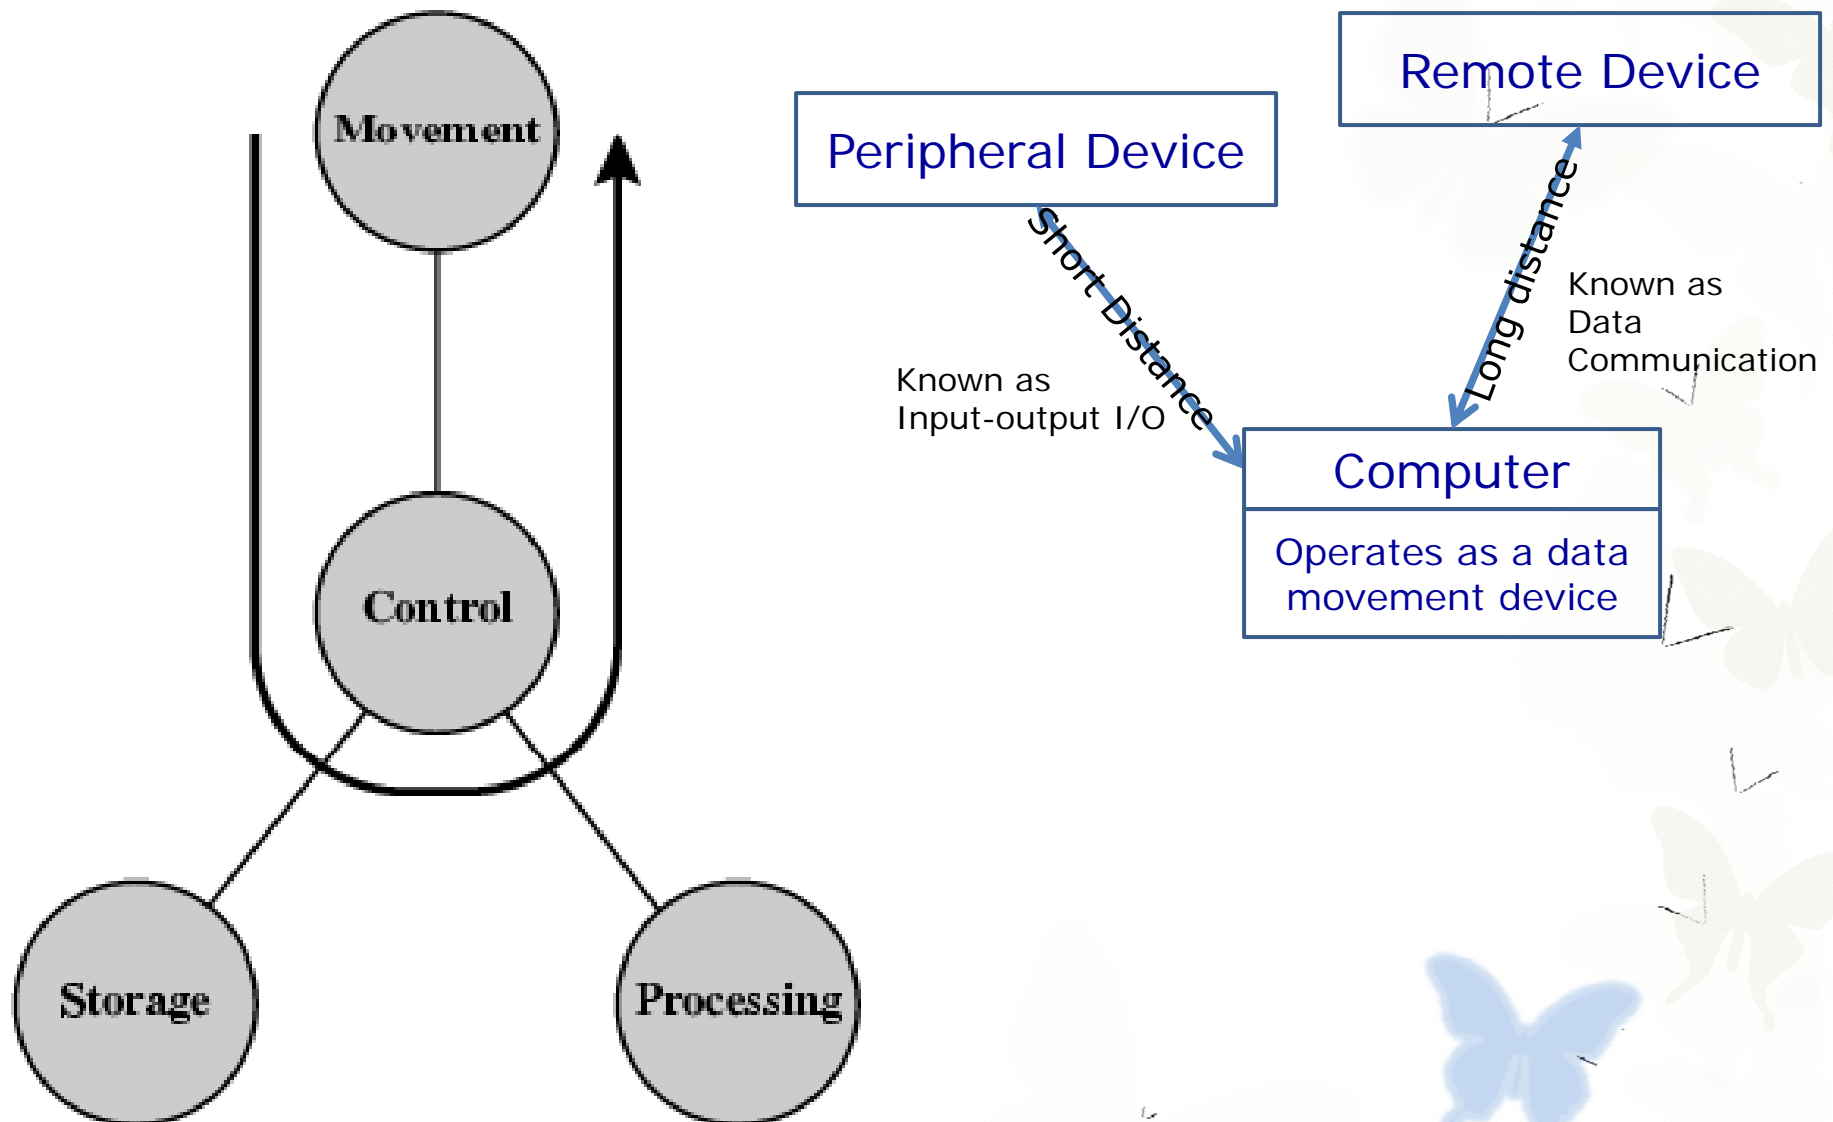 Movement
Control
Storage
Processing
Peripheral Device
Remote Device
Short Distance
Long distance
Known as
Input-output I/O
Known as
Data
Communication
Computer
Operates as a data
movement device